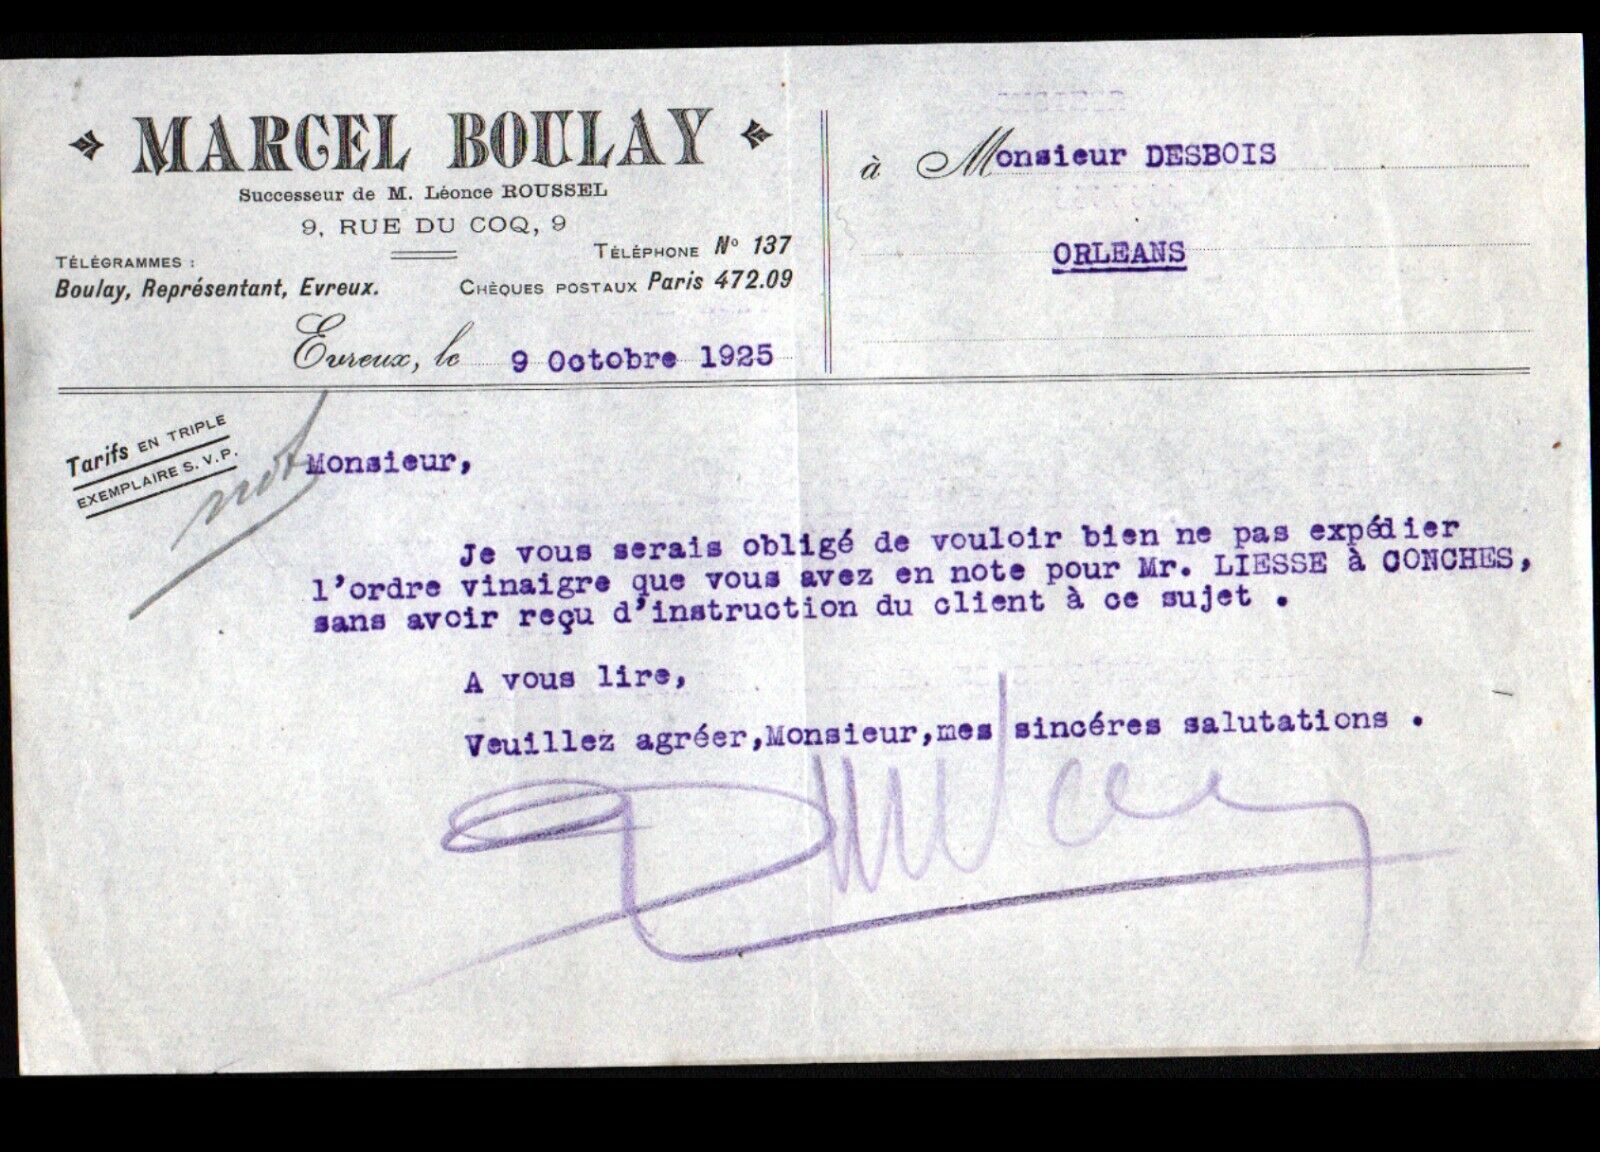 MARCEL BOULAY
Successeur de M. Léonce ROUSSEL
9, RUE DU COQ, 9
TÉLÉGRAMMES :
Boulay, Représentant, Evreux.
TÉLÉPHONE No 137
CHÈQUES POSTAUX Paris 472.09
Evreux, le 9 Octobre 1925
à Monsieur DESBOIS
ORLEANS
Tarifs EN TRIPLE
EXEMPLAIRE S. V. P.
Monsieur,
Je vous serais obligé de vouloir bien ne pas expédier
l'ordre vinaigre que vous avez en note pour Mr. LIESSE à CONCHES,
sans avoir reçu d'instruction du client à ce sujet .
A vous lire,
Veuillez agréer,Monsieur,mes sincéres salutations .